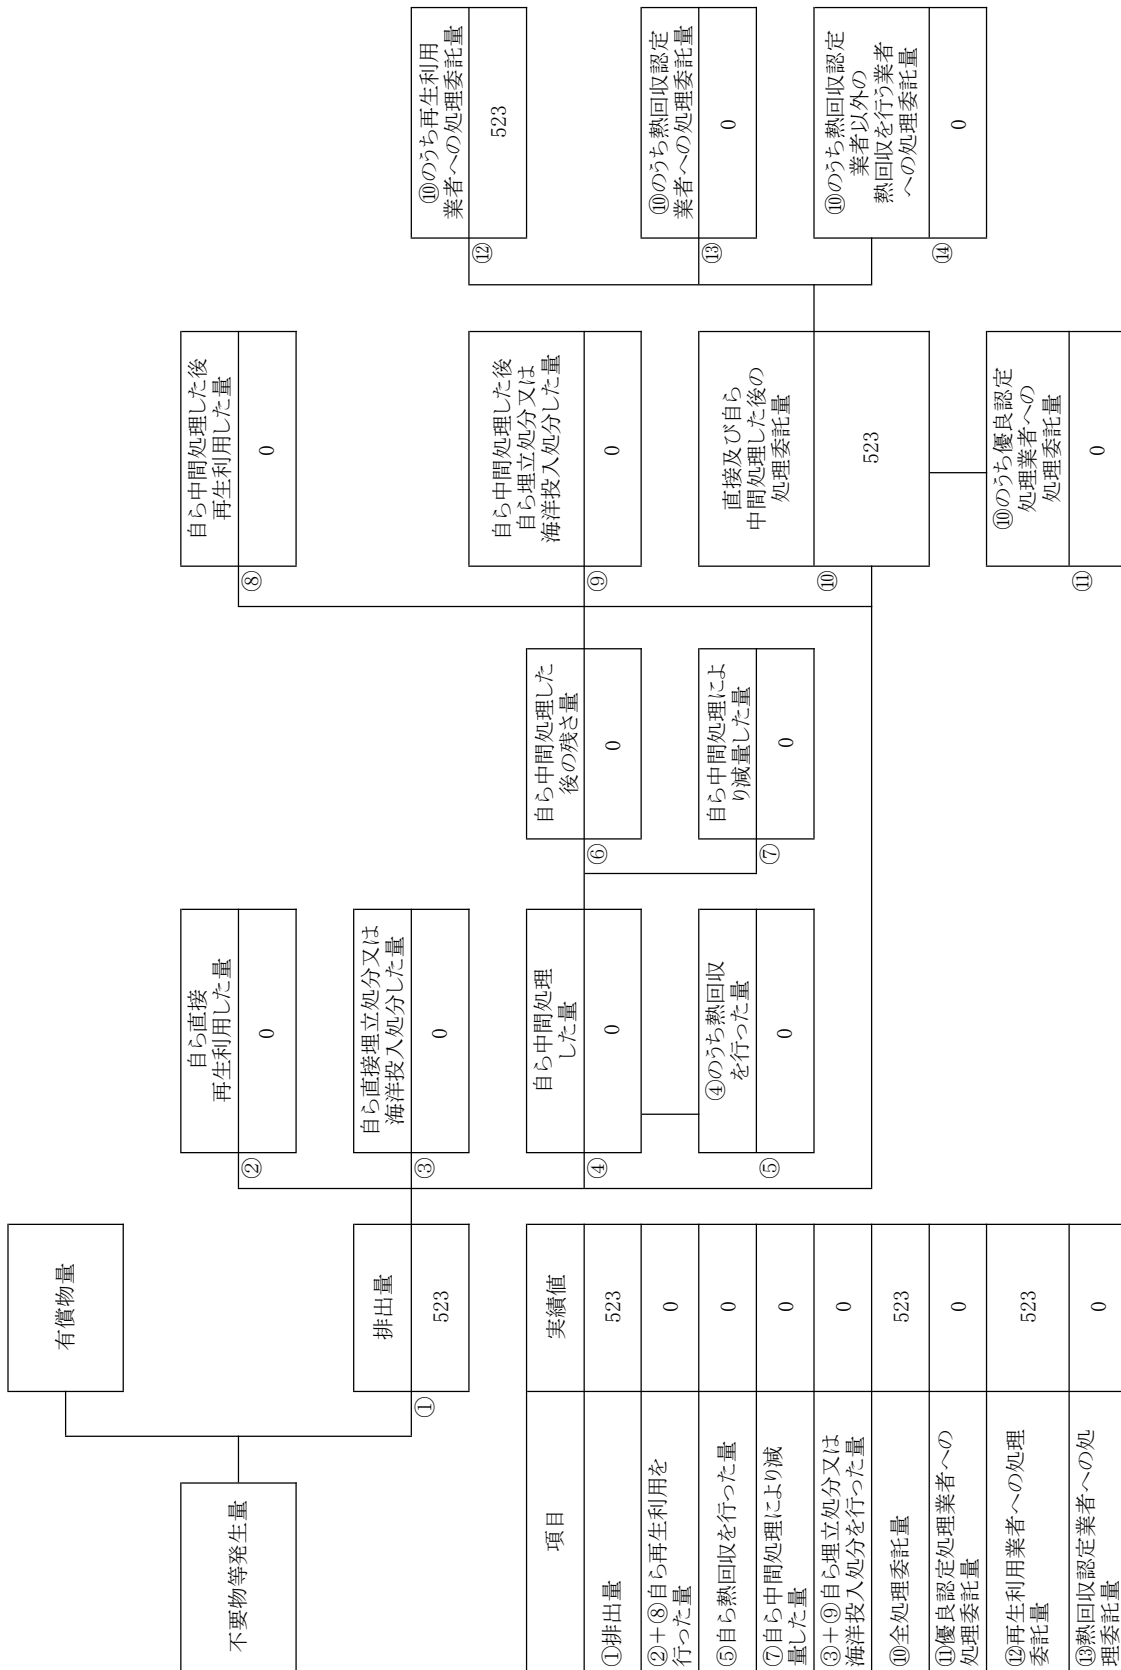 不要物等発生量
有償物量
①
排出量
523
②
自ら直接
再生利用した量
0
③
自ら直接埋立処分又は
海洋投入処分した量
0
④
自ら中間処理
した量
0
⑤
④のうち熱回収
を行った量
0
⑥
自ら中間処理した
後の残さ量
0
⑦
自ら中間処理によ
り減量した量
0
⑧
自ら中間処理した後
再生利用した量
0
⑨
自ら中間処理した後
自ら埋立処分又は
海洋投入処分した量
0
⑩
直接及び自ら
中間処理した後の
処理委託量
523
⑪
⑩のうち優良認定
処理業者への
処理委託量
0
⑫
⑩のうち再生利用
業者への処理委託量
523
⑬
⑩のうち熱回収認定
業者への処理委託量
0
⑭
⑩のうち熱回収認定
業者以外の
熱回収を行う業者
への処理委託量
0
項目
実績値
①排出量
523
②+⑧自ら再生利用を
行った量
0
⑤自ら熱回収を行った量
0
⑦自ら中間処理により減
量した量
0
③+⑨自ら埋立処分又は
海洋投入処分を行った量
0
⑩全処理委託量
523
⑪優良認定処理業者への
処理委託量
0
⑫再生利用業者への処理
委託量
523
⑬熱回収認定業者への処
理委託量
0